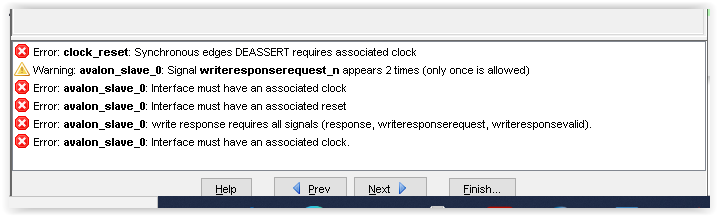 Error: clock_reset: Synchronous edges DEASSERT requires associated clock
Warning: avalon_slave_0: Signal writeresponserequest_n appears 2 times (only once is allowed)
Error: avalon_slave_0: Interface must have an associated clock
Error: avalon_slave_0: Interface must have an associated reset
Error: avalon_slave_0: write response requires all signals (response, writeresponserequest, writeresponsevalid).
Error: avalon_slave_0: Interface must have an associated clock.
Help Prev Next Finish...